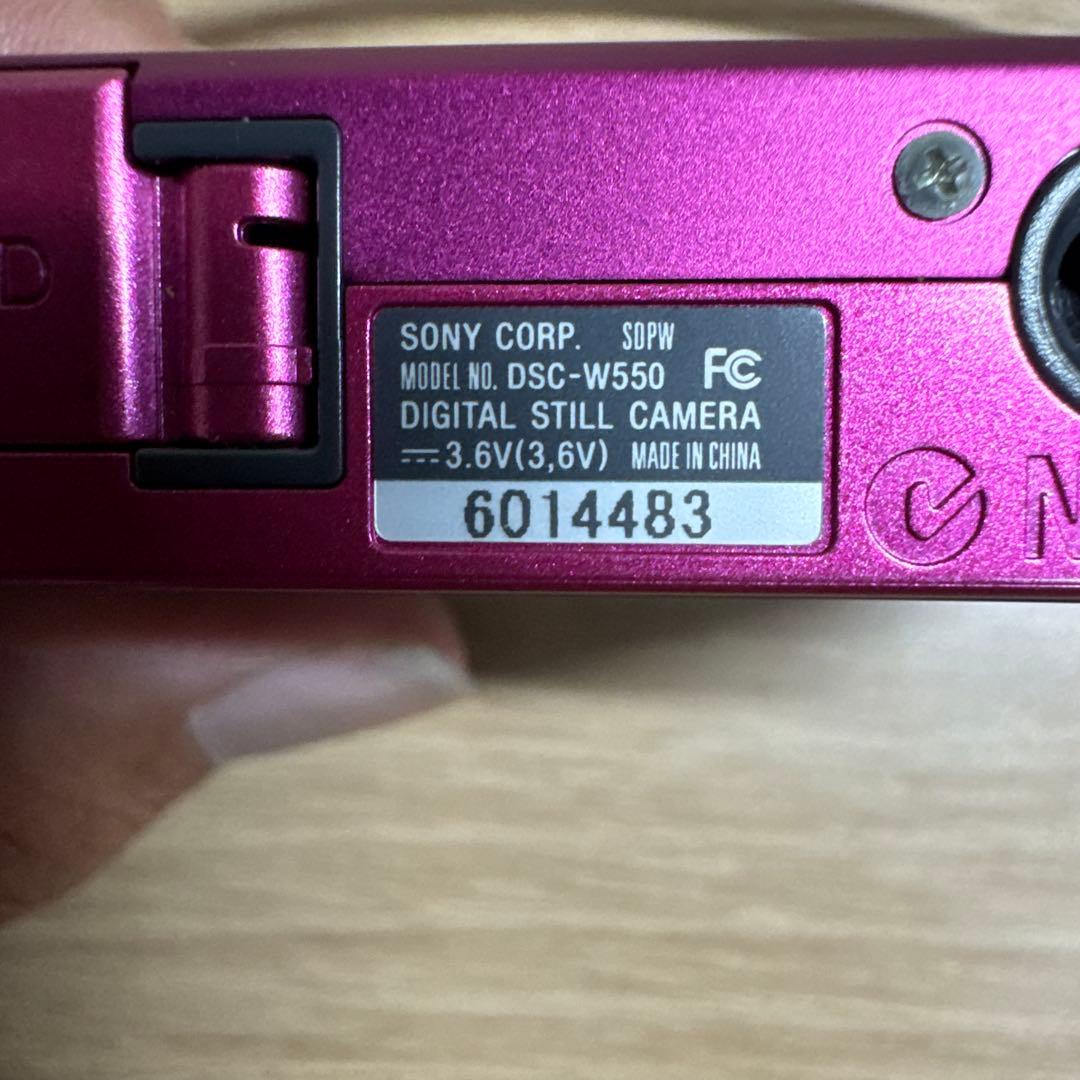 D
SONY CORP. SDPW
MODEL NO. DSC-W550 FC
DIGITAL STILL CAMERA
⎓3.6V(3,6V) MADE IN CHINA
6014483
N